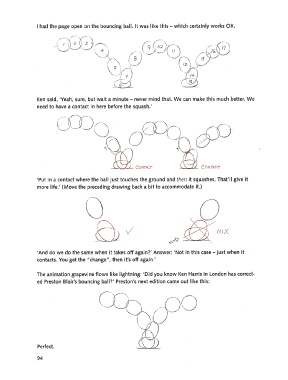 I had the page open on the bouncing ball. It was like this – which certainly works OK.
1 2 3
4
5
7
8
9 10 11
12
13
14
15
16 17
Ken said, 'Yeah, sure, but wait a minute – never mind that. We can make this much better. We
need to have a contact in here before the squash.'
CONTACT
CONTACT
'Put in a contact where the ball just touches the ground and then it squashes. That'll give it
more life.' (Move the preceding drawing back a bit to accommodate it.)
NIX
'And do we do the same when it takes off again?' Answer: 'Not in this case – just when it
contacts. You get the "change", then it's off again.'
The animation grapevine flows like lightning: 'Did you know Ken Harris in London has correct-
ed Preston Blair's bouncing ball?' Preston's next edition came out like this:
Perfect.
94